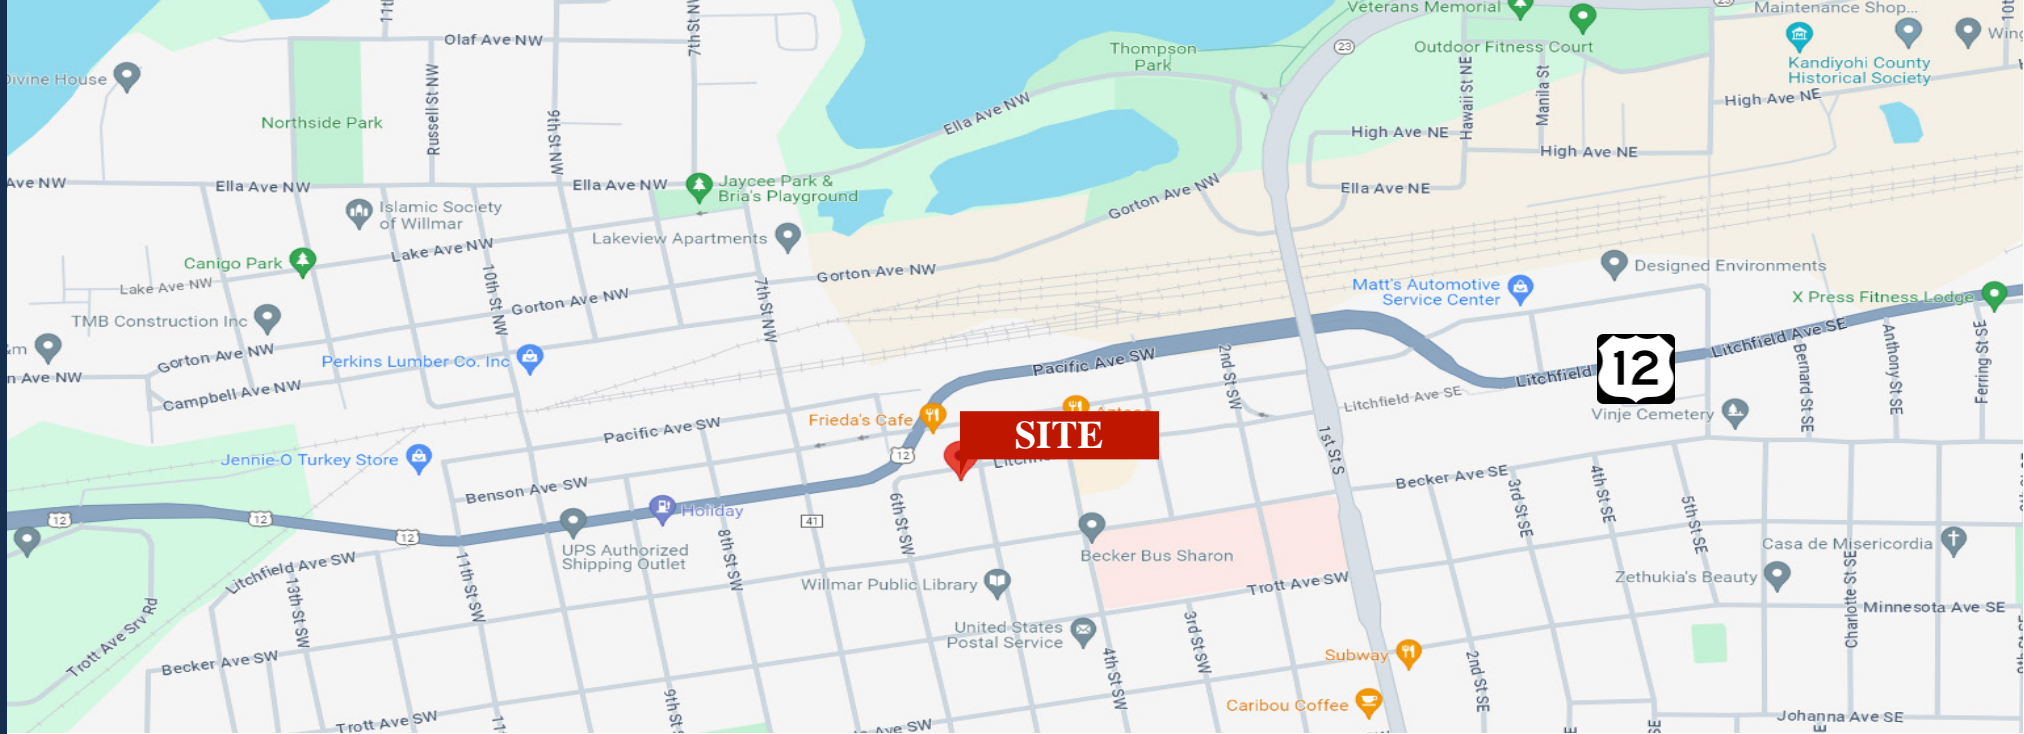 Veterans Memorial
23
Maintenance Shop...
11th
7th St NW
Olaf Ave NW
Thompson
Park
23
Outdoor Fitness Court
Kandiyohi County
Historical Society
Divine House
Russel St NW
9th St NW
Ella Ave NW
Hawaii St NE
Manila St
High Ave NE
Northside Park
High Ave NE
High Ave NE
Ave NW
Ella Ave NW
Ella Ave NW
Jaycee Park &
Bria's Playground
Gorton Ave NW
Ella Ave NE
Islamic Society
of Willmar
Lakeview Apartments
Lake Ave NW
Canigo Park
Lake Ave NW
10th St NW
Gorton Ave NW
Gorton Ave NW
7th St NW
Designed Environments
Matt's Automotive
Service Center
X Press Fitness Lodge
TMB Construction Inc
Gorton Ave NW
Perkins Lumber Co. Inc
Ave NW
Campbell Ave NW
Pacific Ave SW
2nd St SW
Litchfield Ave SE
12
Litchfield
Litchfield Ave SE
Bernard St SE
Anthony St SE
Ferring St SE
Vinje Cemetery
Frieda's Cafe
Pacific Ave SW
SITE
12
1st St S
Jennie-O Turkey Store
Benson Ave SW
Becker Ave SE
3rd St SE
4th St SE
5th St SE
Holiday
41
6th St SW
12
12
12
UPS Authorized
Shipping Outlet
8th St SW
Becker Bus Sharon
Casa de Misericordia
Litchfield Ave SW
13th St SW
11th St SW
Willmar Public Library
Trott Ave SW
Zethukia's Beauty
Charlotte St SE
Minnesota Ave SE
Trott Ave Srv Rd
United States
Postal Service
3rd St SW
4th St SW
Subway
2nd St SE
Becker Ave SW
9th St
Caribou Coffee
Trott Ave SW
Ave SW
Johanna Ave SE